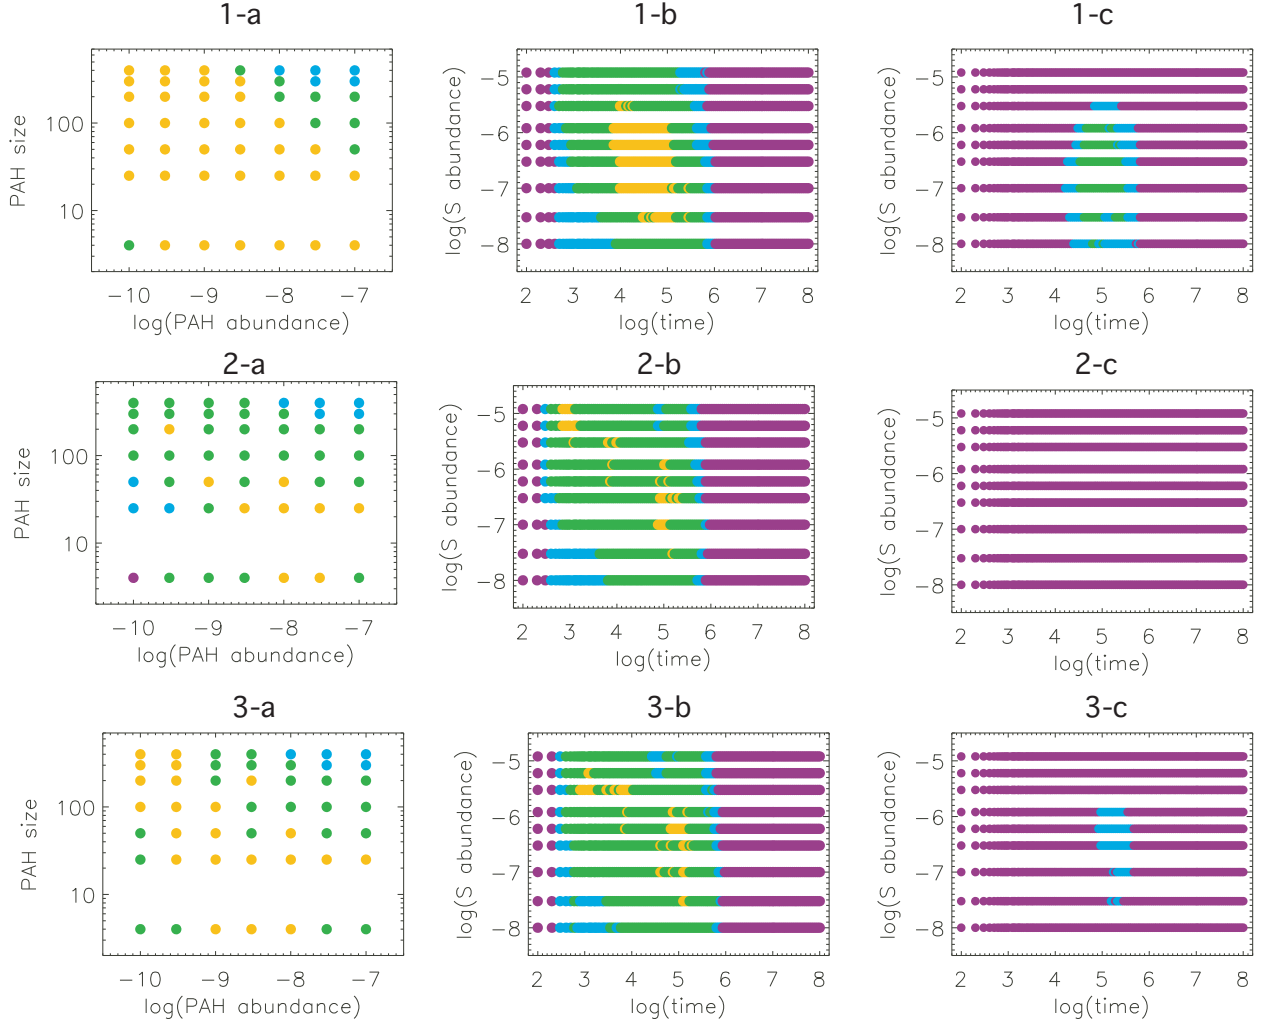 1-a 1-b 1-c
PAH size
100
10
−10 −9 −8 −7
log(PAH abundance)
log(S abundance)
−5
−6
−7
−8
2 3 4 5 6 7 8
log(time)
log(S abundance)
−5
−6
−7
−8
2 3 4 5 6 7 8
log(time)
2-a 2-b 2-c
PAH size
100
10
−10 −9 −8 −7
log(PAH abundance)
log(S abundance)
−5
−6
−7
−8
2 3 4 5 6 7 8
log(time)
log(S abundance)
−5
−6
−7
−8
2 3 4 5 6 7 8
log(time)
3-a 3-b 3-c
PAH size
100
10
−10 −9 −8 −7
log(PAH abundance)
log(S abundance)
−5
−6
−7
−8
2 3 4 5 6 7 8
log(time)
log(S abundance)
−5
−6
−7
−8
2 3 4 5 6 7 8
log(time)